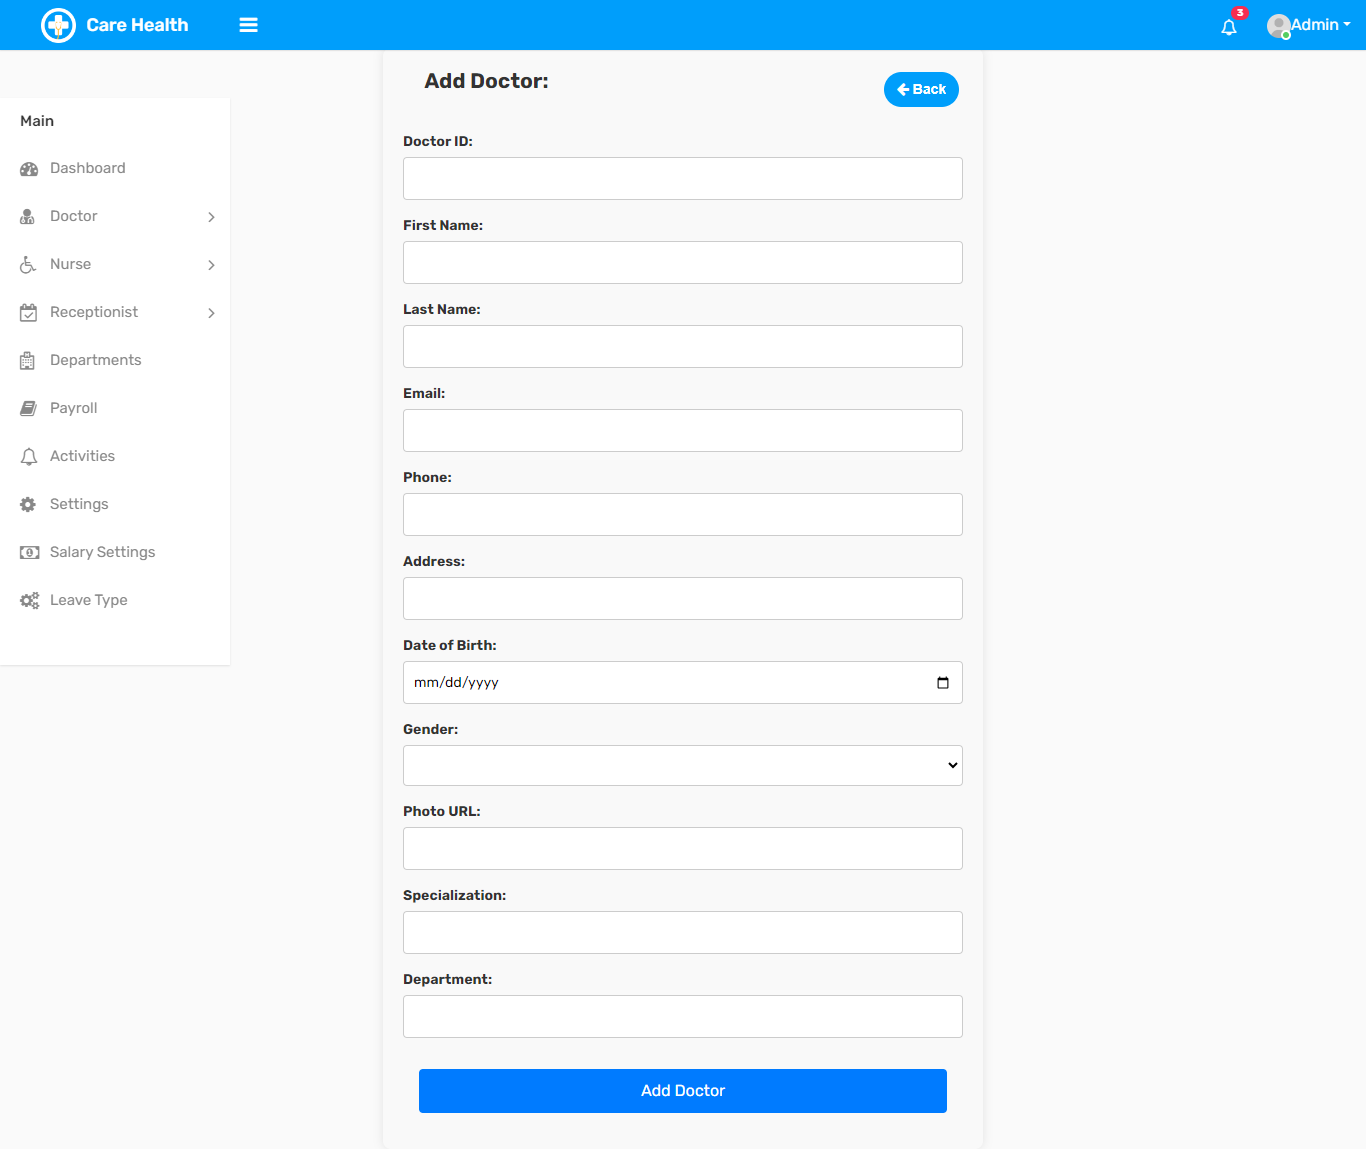 Care Health
3
Admin
Main
Dashboard
Doctor
Nurse
Receptionist
Departments
Payroll
Activities
Settings
Salary Settings
Leave Type
Add Doctor:
Back
Doctor ID:
First Name:
Last Name:
Email:
Phone:
Address:
Date of Birth:
mm/dd/yyyy
Gender:
Photo URL:
Specialization:
Department:
Add Doctor